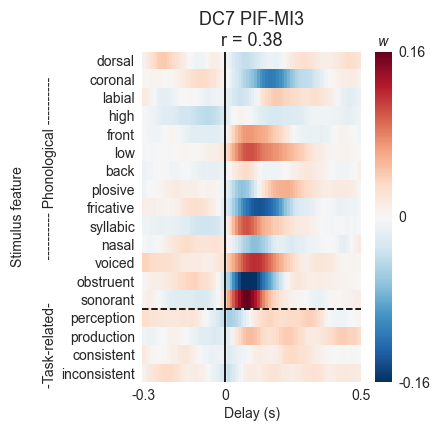 DC7 PIF-MI3
r = 0.38
w
0.16
0
-0.16
Stimulus feature
---------- Phonological ----------
-Task-related-
dorsal
coronal
labial
high
front
low
back
plosive
fricative
syllabic
nasal
voiced
obstruent
sonorant
perception
production
consistent
inconsistent
-0.3
0
0.5
Delay (s)